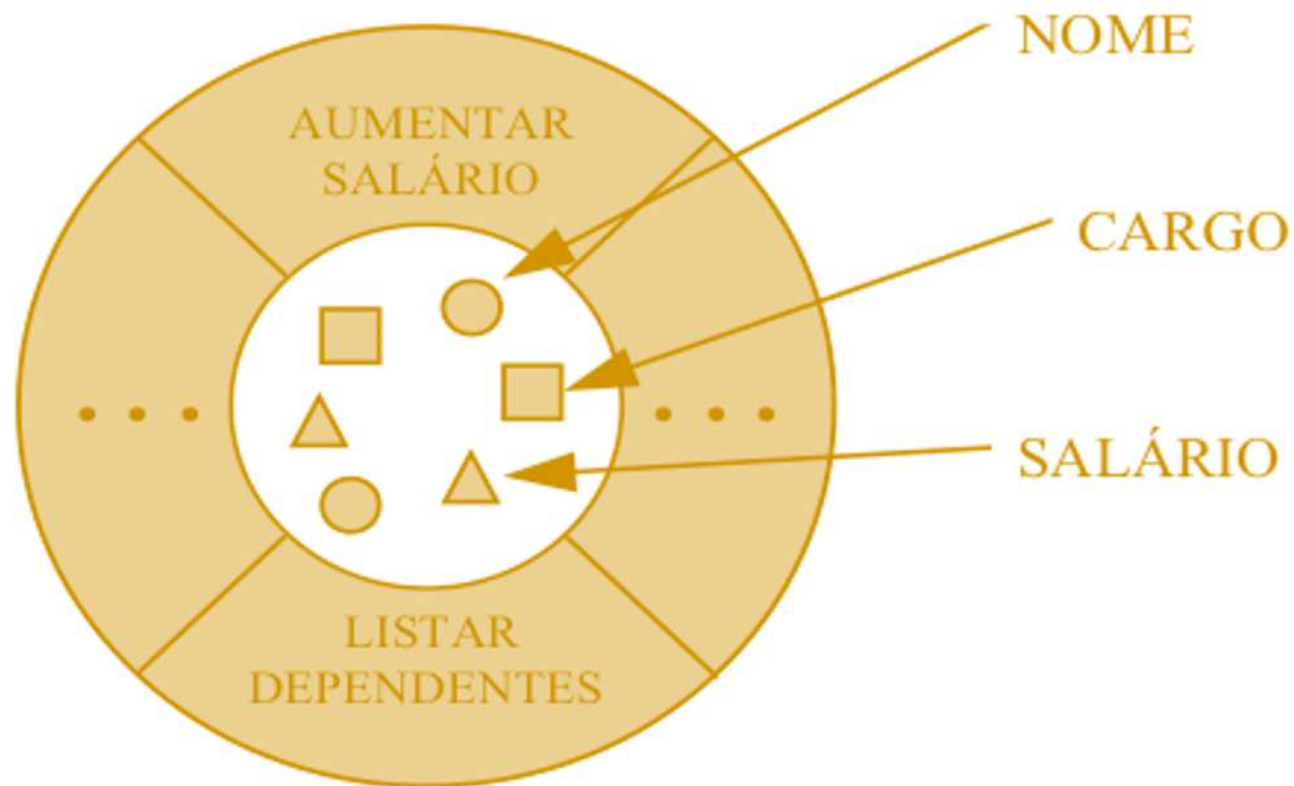 NOME
AUMENTAR
SALÁRIO
CARGO
• • •
• • •
SALÁRIO
LISTAR
DEPENDENTES